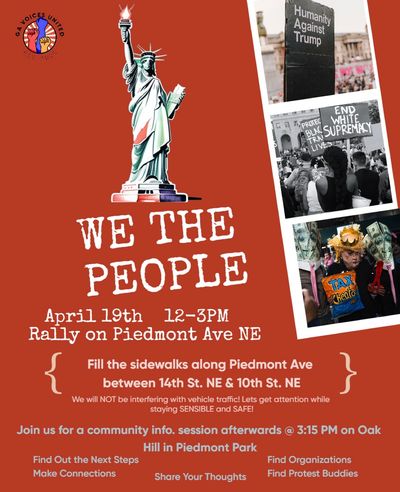 GA VOICES UNITED
Humanity
Against
Trump
END
WHITE
SUPREMACY
LIVES
TAX
WE THE
PEOPLE
April 19th 12-3PM
Rally on Piedmont Ave NE
Fill the sidewalks along Piedmont Ave
between 14th St. NE & 10th St. NE
We will NOT be interfering with vehicle traffic! Lets get attention while
staying SENSIBLE and SAFE!
Join us for a community info. session afterwards @ 3:15 PM on Oak
Hill in Piedmont Park
Find Out the Next Steps
Find Organizations
Make Connections
Share Your Thoughts
Find Protest Buddies